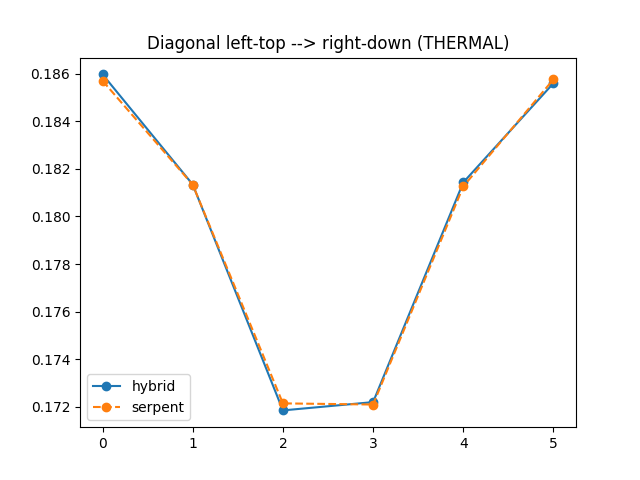 Diagonal left-top --> right-down (THERMAL)
0.186
0.184
0.182
0.180
0.178
0.176
0.174
0.172
hybrid
serpent
0 1 2 3 4 5